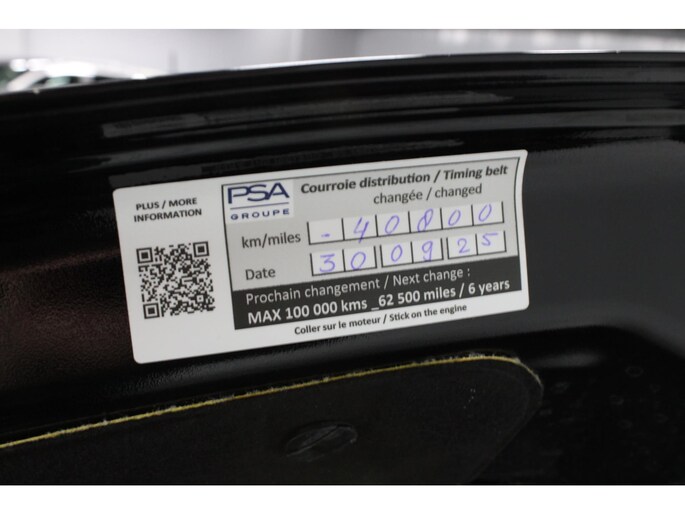 PLUS / MORE
INFORMATION
PSA
GROUPE
Courroie distribution / Timing belt
changée / changed
km/miles - 40800
Date 300925
Prochain changement / Next change :
MAX 100 000 kms _62 500 miles / 6 years
Coller sur le moteur / Stick on the engine